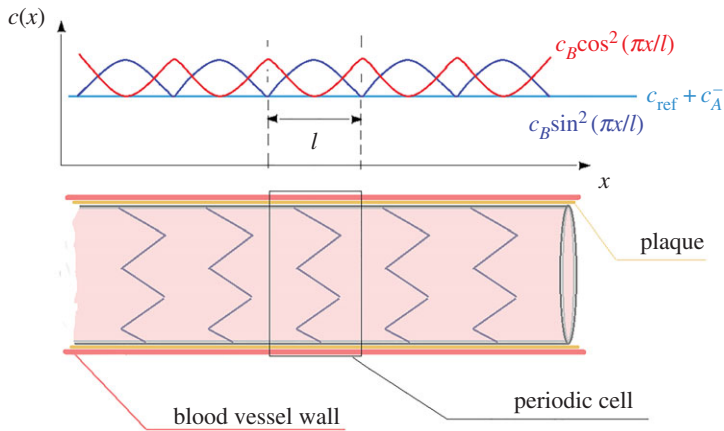 c(x)
c_B cos² (πx/l)
c_ref + c_A^–
c_B sin² (πx/l)
l
x
plaque
periodic cell
blood vessel wall